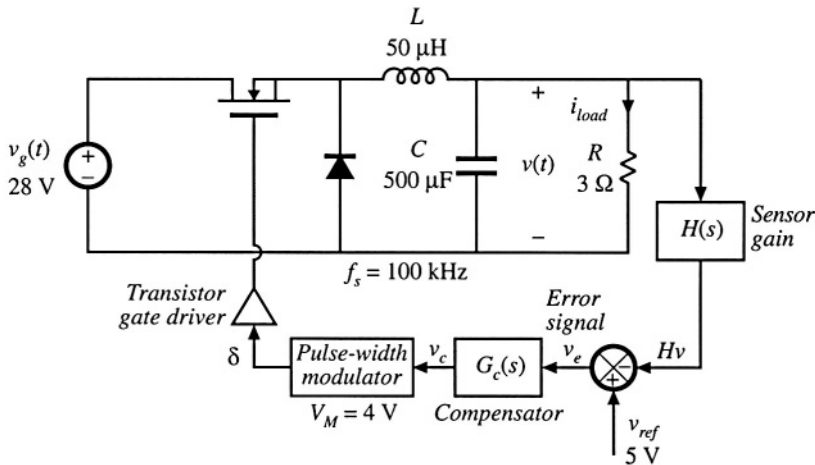 L
50 μH
+
i_load
v_g(t)
28 V
+
–
C
500 μF
v(t)
R
3 Ω
–
H(s)
Sensor
gain
f_s = 100 kHz
Transistor
gate driver
Error
signal
δ
Pulse-width
modulator
v_c
G_c(s)
v_e
–
+
Hv
V_M = 4 V
Compensator
v_ref
5 V